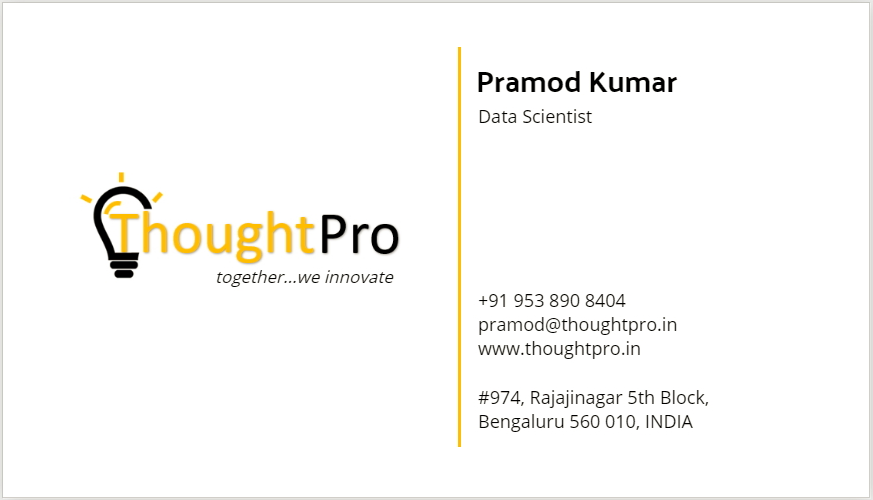 ThoughtPro
together...we innovate
Pramod Kumar
Data Scientist
+91 953 890 8404
pramod@thoughtpro.in
www.thoughtpro.in
#974, Rajajinagar 5th Block,
Bengaluru 560 010, INDIA